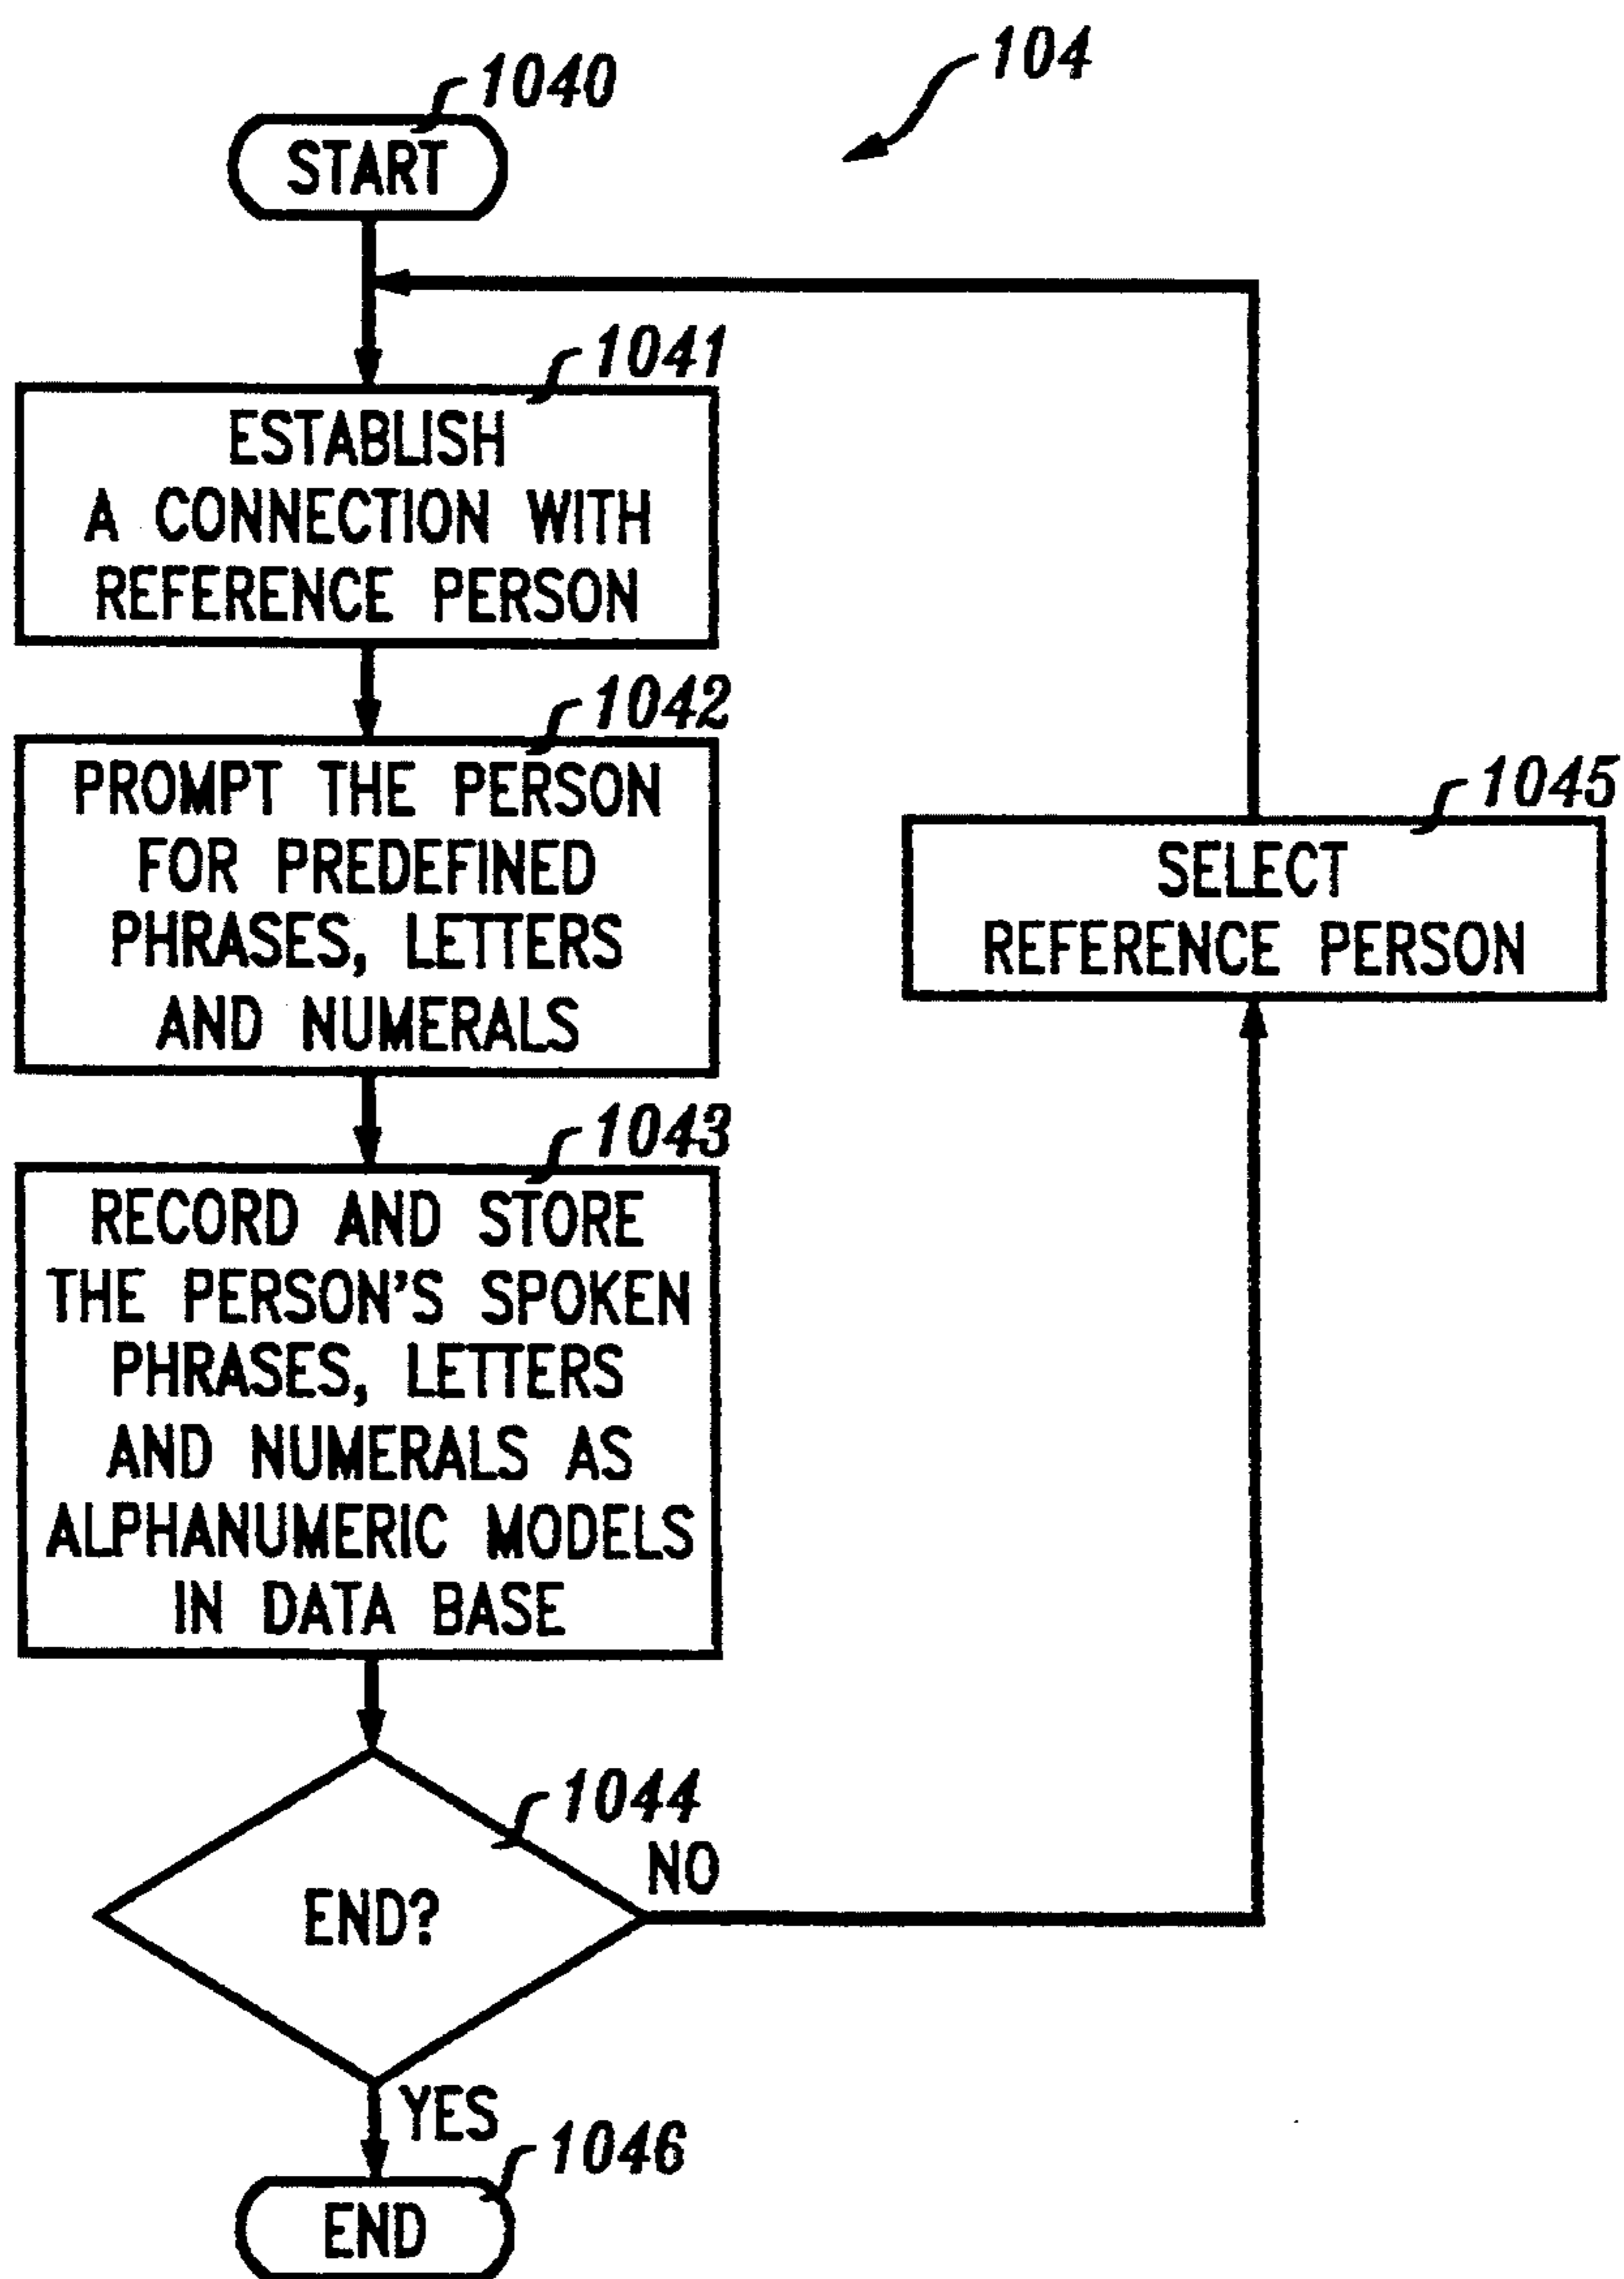 104
1040
START
1041
ESTABLISH
A CONNECTION WITH
REFERENCE PERSON
1042
PROMPT THE PERSON
FOR PREDEFINED
PHRASES, LETTERS
AND NUMERALS
1045
SELECT
REFERENCE PERSON
1043
RECORD AND STORE
THE PERSON'S SPOKEN
PHRASES, LETTERS
AND NUMERALS AS
ALPHANUMERIC MODELS
IN DATA BASE
1044
NO
END?
YES
1046
END